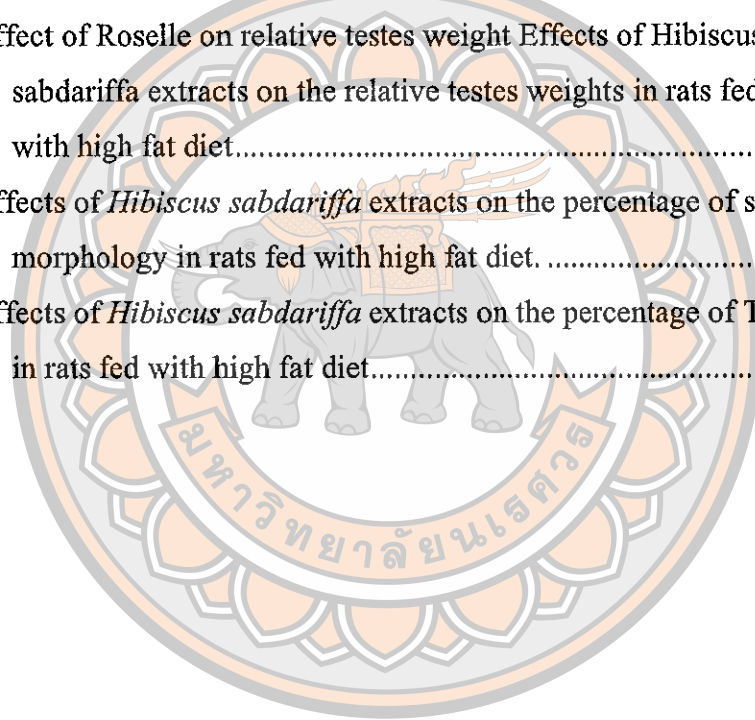 ffect of Roselle on relative testes weight Effects of Hibiscus
sabdariffa extracts on the relative testes weights in rats fed
with high fat diet
ffects of Hibiscus sabdariffa extracts on the percentage of s
morphology in rats fed with high fat diet.
ffects of Hibiscus sabdariffa extracts on the percentage of T
in rats fed with high fat diet
มหาวิทยาลัยนเรศวร